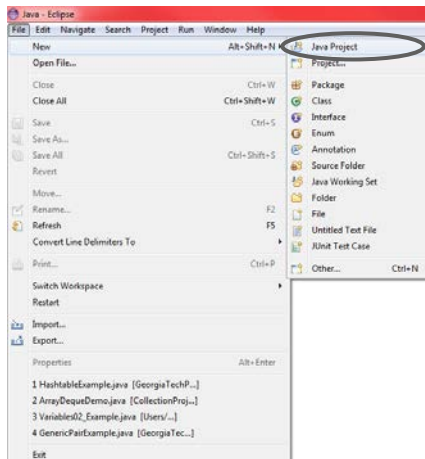 Java - Eclipse
File Edit Navigate Search Project Run Window Help
New Alt+Shift+N
Open File...
Close Ctrl+W
Close All Ctrl+Shift+W
Save Ctrl+S
Save As...
Save All Ctrl+Shift+S
Revert
Move...
Rename... F2
Refresh F5
Convert Line Delimiters To
Print... Ctrl+P
Switch Workspace
Restart
Import...
Export...
Properties Alt+Enter
1 HashtableExample.java [GeorgiaTechP...]
2 ArrayDequeDemo.java [CollectionProj...]
3 Variables02_Example.java [Users/...]
4 GenericPairExample.java [GeorgiaTec...]
Exit
Java Project
Project...
Package
Class
Interface
Enum
Annotation
Source Folder
Java Working Set
Folder
File
Untitled Text File
JUnit Test Case
Other... Ctrl+N